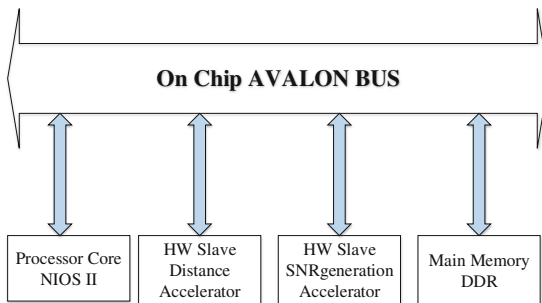 On Chip AVALON BUS
Processor Core
NIOS II
HW Slave
Distance
Accelerator
HW Slave
SNRgeneration
Accelerator
Main Memory
DDR